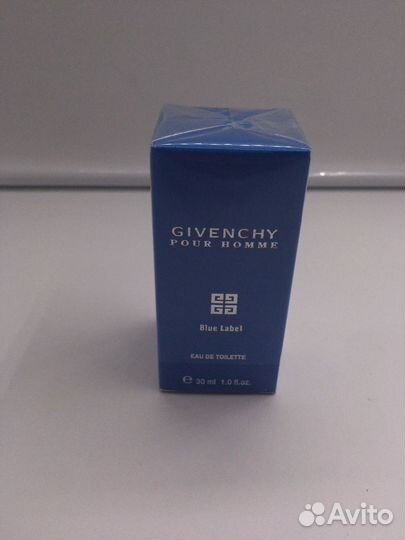 GIVENCHY
POUR HOMME
Blue Label
EAU DE TOILETTE
℮ 30 ml 1.0 fl.oz.
Avito